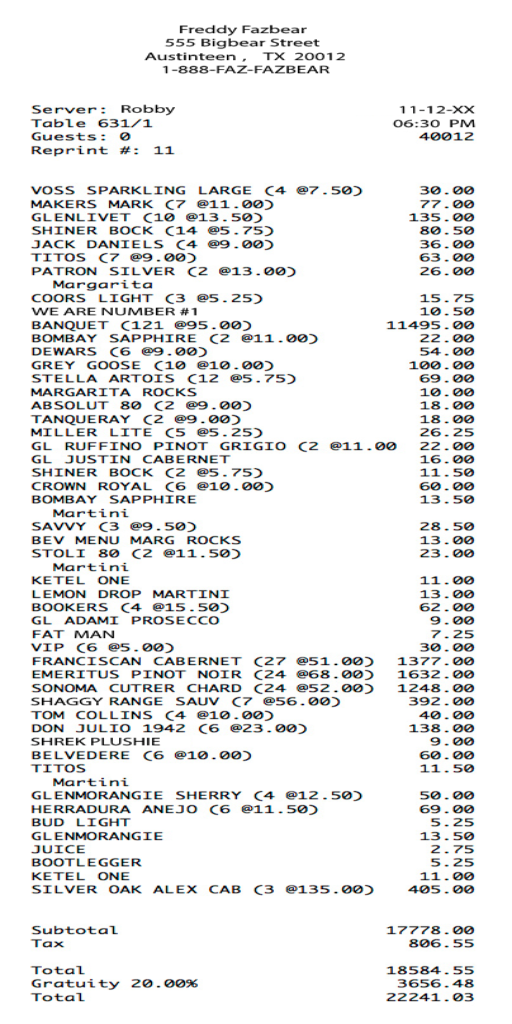 Freddy Fazbear
555 Bigbear Street
Austinteen , TX 20012
1-888-FAZ-FAZBEAR
Server: Robby 11-12-XX
Table 631/1 06:30 PM
Guests: 0 40012
Reprint #: 11
VOSS SPARKLING LARGE (4 @7.50) 30.00
MAKERS MARK (7 @11.00) 77.00
GLENLIVET (10 @13.50) 135.00
SHINER BOCK (14 @5.75) 80.50
JACK DANIELS (4 @9.00) 36.00
TITOS (7 @9.00) 63.00
PATRON SILVER (2 @13.00) 26.00
Margarita
COORS LIGHT (3 @5.25) 15.75
WE ARE NUMBER #1 10.50
BANQUET (121 @95.00) 11495.00
BOMBAY SAPPHIRE (2 @11.00) 22.00
DEWARS (6 @9.00) 54.00
GREY GOOSE (10 @10.00) 100.00
STELLA ARTOIS (12 @5.75) 69.00
MARGARITA ROCKS 10.00
ABSOLUT 80 (2 @9.00) 18.00
TANQUERAY (2 @9.00) 18.00
MILLER LITE (5 @5.25) 26.25
GL RUFFINO PINOT GRIGIO (2 @11.00 22.00
GL JUSTIN CABERNET 16.00
SHINER BOCK (2 @5.75) 11.50
CROWN ROYAL (6 @10.00) 60.00
BOMBAY SAPPHIRE 13.50
Martini
SAVVY (3 @9.50) 28.50
BEV MENU MARG ROCKS 13.00
STOLI 80 (2 @11.50) 23.00
Martini
KETEL ONE 11.00
LEMON DROP MARTINI 13.00
BOOKERS (4 @15.50) 62.00
GL ADAMI PROSECCO 9.00
FAT MAN 7.25
VIP (6 @5.00) 30.00
FRANCISCAN CABERNET (27 @51.00) 1377.00
EMERITUS PINOT NOIR (24 @68.00) 1632.00
SONOMA CUTRER CHARD (24 @52.00) 1248.00
SHAGGY RANGE SAUV (7 @56.00) 392.00
TOM COLLINS (4 @10.00) 40.00
DON JULIO 1942 (6 @23.00) 138.00
SHREK PLUSHIE 9.00
BELVEDERE (6 @10.00) 60.00
TITOS 11.50
Martini
GLENMORANGIE SHERRY (4 @12.50) 50.00
HERRADURA ANEJO (6 @11.50) 69.00
BUD LIGHT 5.25
GLENMORANGIE 13.50
JUICE 2.75
BOOTLEGGER 5.25
KETEL ONE 11.00
SILVER OAK ALEX CAB (3 @135.00) 405.00
Subtotal 17778.00
Tax 806.55
Total 18584.55
Gratuity 20.00% 3656.48
Total 22241.03